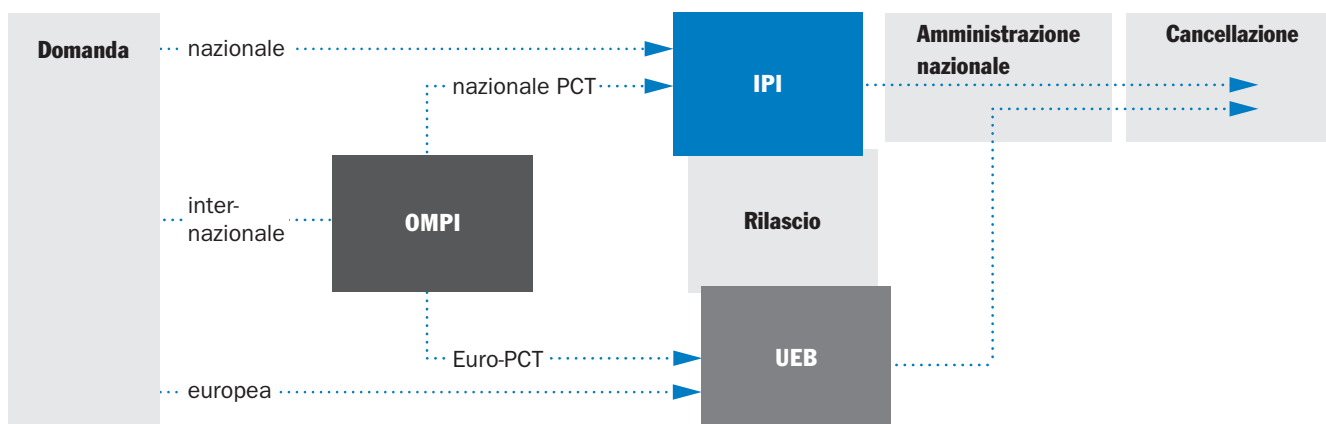 Domanda
nazionale
nazionale PCT
IPI
Amministrazione
nazionale
Cancellazione
inter-
nazionale
OMPI
Rilascio
Euro-PCT
UEB
europea